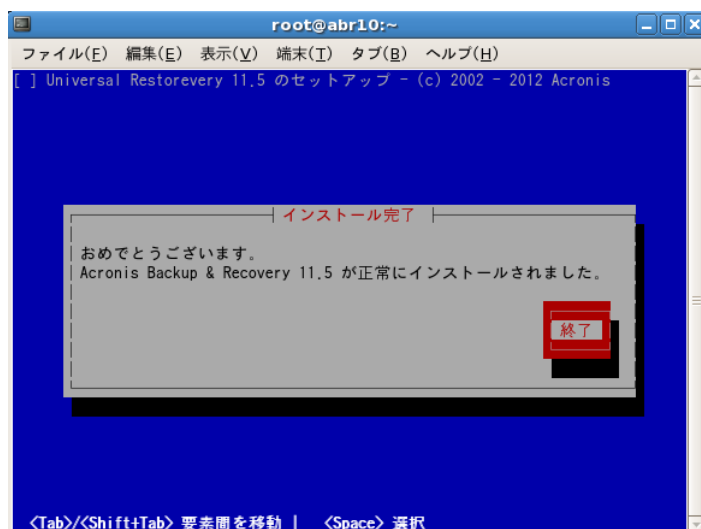 root@abr10:~
ファイル(F) 編集(E) 表示(V) 端末(T) タブ(B) ヘルプ(H)
[ ] Universal Restorevery 11.5 のセットアップ - (c) 2002 - 2012 Acronis
インストール完了
おめでとうございます。
Acronis Backup & Recovery 11.5 が正常にインストールされました。
終了
<Tab>/<Shift+Tab> 要素間を移動 | <Space> 選択